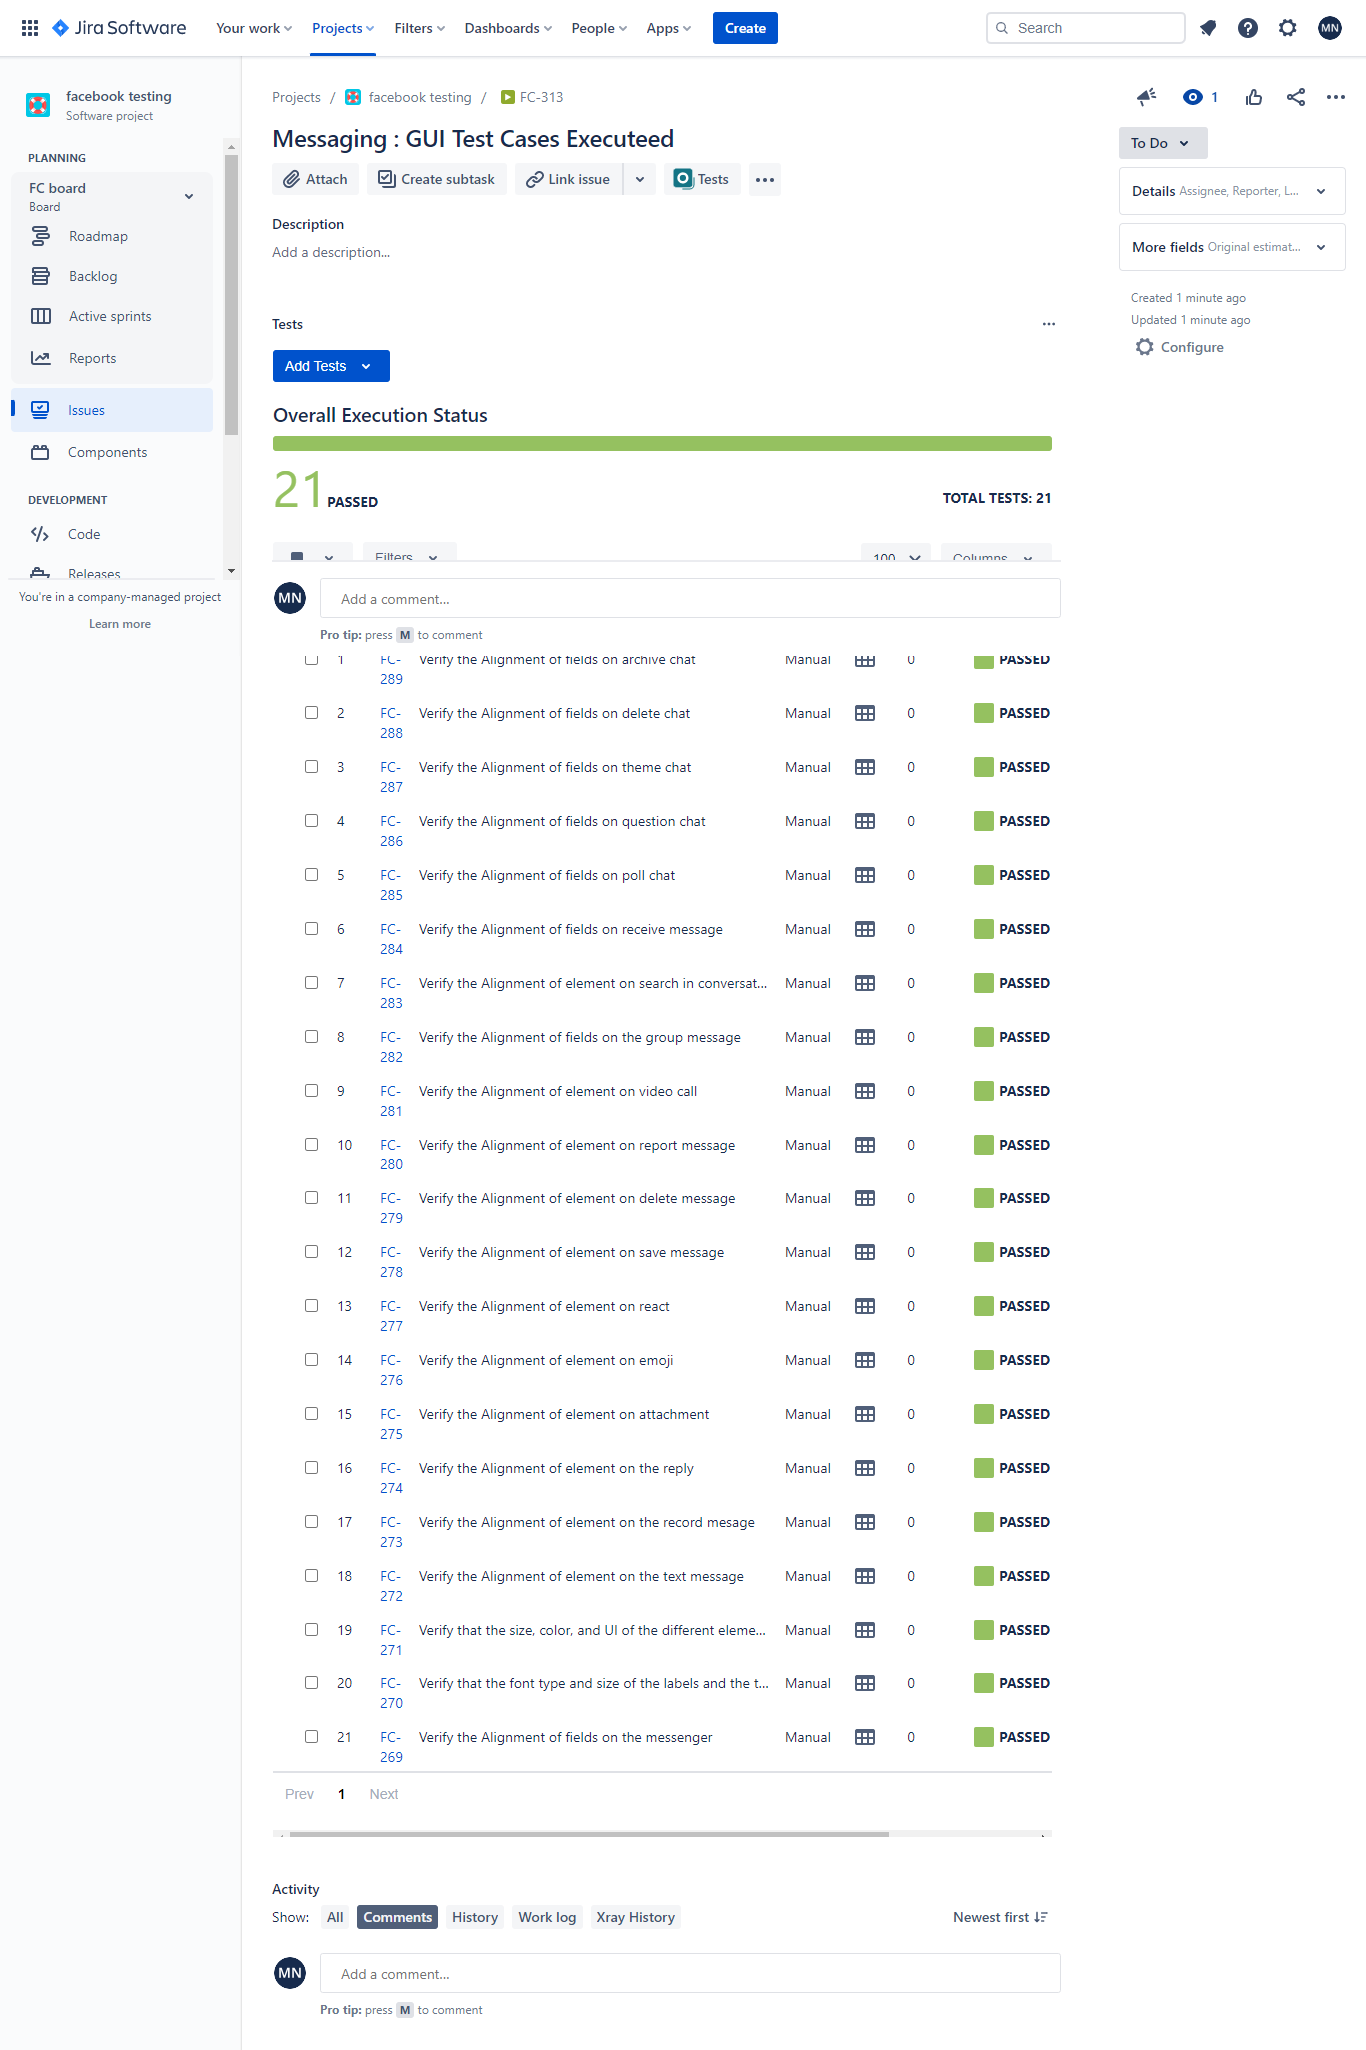 Jira Software Your work Projects Filters Dashboards People Apps Create Search MN
facebook testing
Software project
PLANNING
FC board
Board
Roadmap
Backlog
Active sprints
Reports
Issues
Components
DEVELOPMENT
Code
Releases
You're in a company-managed project
Learn more
Projects / facebook testing / FC-313
1
Messaging : GUI Test Cases Executeed
Attach Create subtask Link issue Tests
Description
Add a description...
To Do
Details Assignee, Reporter, L...
More fields Original estimat...
Created 1 minute ago
Updated 1 minute ago
Configure
Tests
Add Tests
Overall Execution Status
21 PASSED
TOTAL TESTS: 21
Filters 100 Columns
MN Add a comment...
Pro tip: press M to comment
1 FC-289 Verify the Alignment of fields on archive chat Manual 0 PASSED
2 FC-288 Verify the Alignment of fields on delete chat Manual 0 PASSED
3 FC-287 Verify the Alignment of fields on theme chat Manual 0 PASSED
4 FC-286 Verify the Alignment of fields on question chat Manual 0 PASSED
5 FC-285 Verify the Alignment of fields on poll chat Manual 0 PASSED
6 FC-284 Verify the Alignment of fields on receive message Manual 0 PASSED
7 FC-283 Verify the Alignment of element on search in conversat... Manual 0 PASSED
8 FC-282 Verify the Alignment of fields on the group message Manual 0 PASSED
9 FC-281 Verify the Alignment of element on video call Manual 0 PASSED
10 FC-280 Verify the Alignment of element on report message Manual 0 PASSED
11 FC-279 Verify the Alignment of element on delete message Manual 0 PASSED
12 FC-278 Verify the Alignment of element on save message Manual 0 PASSED
13 FC-277 Verify the Alignment of element on react Manual 0 PASSED
14 FC-276 Verify the Alignment of element on emoji Manual 0 PASSED
15 FC-275 Verify the Alignment of element on attachment Manual 0 PASSED
16 FC-274 Verify the Alignment of element on the reply Manual 0 PASSED
17 FC-273 Verify the Alignment of element on the record mesage Manual 0 PASSED
18 FC-272 Verify the Alignment of element on the text message Manual 0 PASSED
19 FC-271 Verify that the size, color, and UI of the different eleme... Manual 0 PASSED
20 FC-270 Verify that the font type and size of the labels and the t... Manual 0 PASSED
21 FC-269 Verify the Alignment of fields on the messenger Manual 0 PASSED
Prev 1 Next
Activity
Show: All Comments History Work log Xray History Newest first
MN Add a comment...
Pro tip: press M to comment